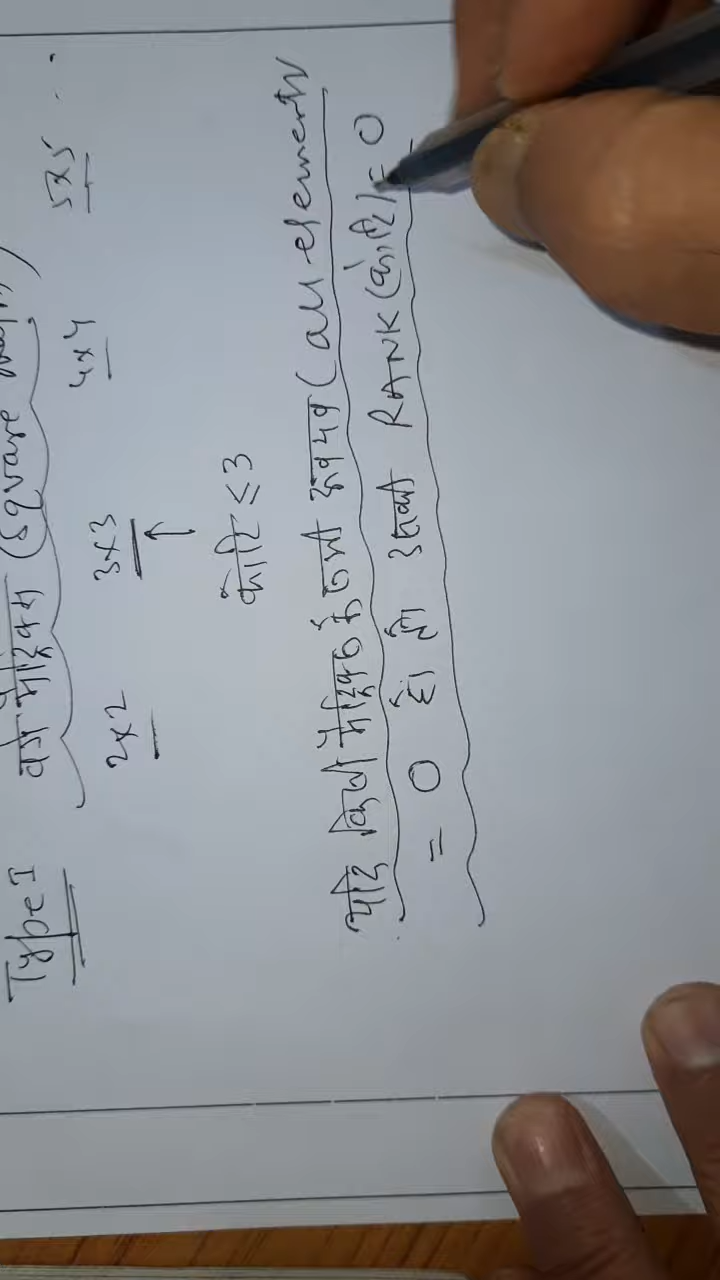 Type I वर्ग मैट्रिक्स (square
2x2 3x3 4x4 5x5 ..
↑
कोटि ≤ 3
यदि किसी मैट्रिक्स के सभी अवयव (all elements
= 0 हों तो उसकी RANK (कोटि) = 0